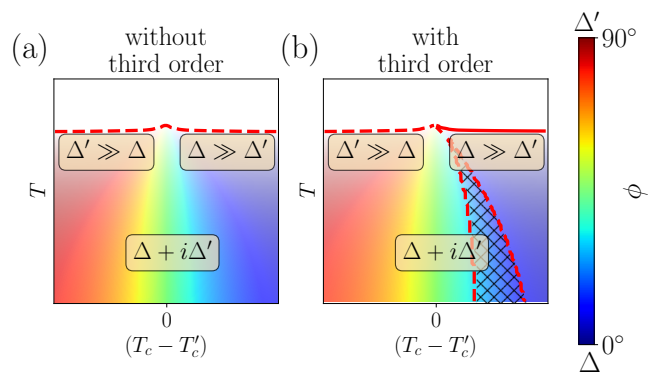 (a) without
third order
Δ′ ≫ Δ
Δ ≫ Δ′
Δ + iΔ′
T
0
(T_c − T′_c)
(b) with
third order
Δ′ ≫ Δ
Δ ≫ Δ′
Δ + iΔ′
T
0
(T_c − T′_c)
Δ′
90°
ϕ
0°
Δ